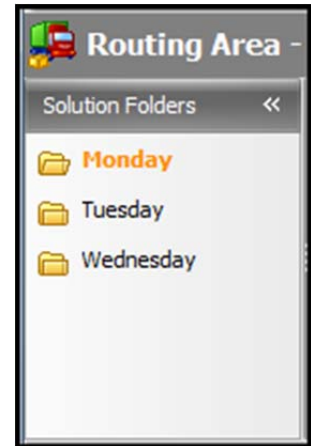 Routing Area -
Solution Folders «
Monday
Tuesday
Wednesday